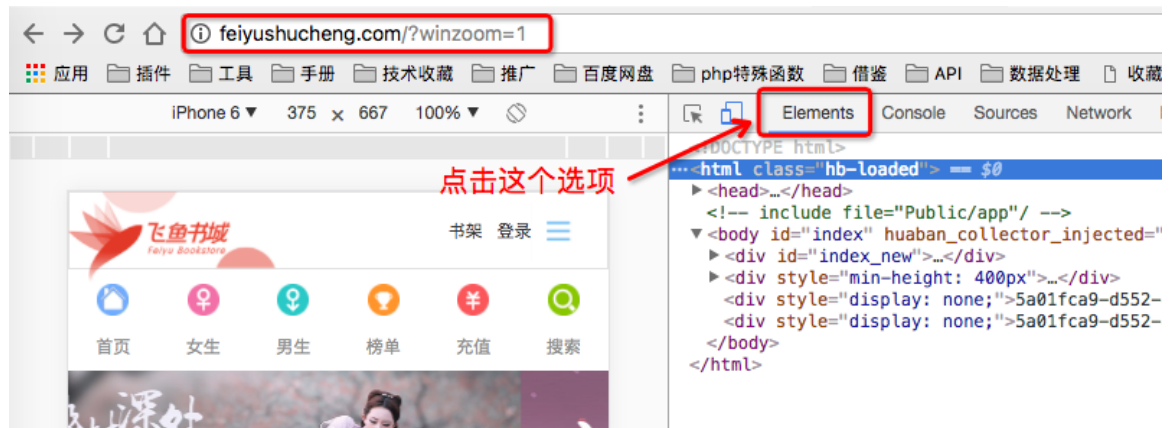 feiyushucheng.com/?winzoom=1
应用 插件 工具 手册 技术收藏 推广 百度网盘 php特殊函数 借鉴 API 数据处理 收藏
iPhone 6 ▼ 375 × 667 100% ▼ Elements Console Sources Network
<!DOCTYPE html>
点击这个选项
···<html class="hb-loaded"> == $0
▶<head>…</head>
<!-- include file="Public/app"/ -->
飞鱼书城
Feiyu Bookstore
书架 登录
▼<body id="index" huaban_collector_injected="
▶<div id="index_new">…</div>
▶<div style="min-height: 400px">…</div>
<div style="display: none;">5a01fca9-d552-
<div style="display: none;">5a01fca9-d552-
</body>
</html>
首页 女生 男生 榜单 充值 搜索
深处